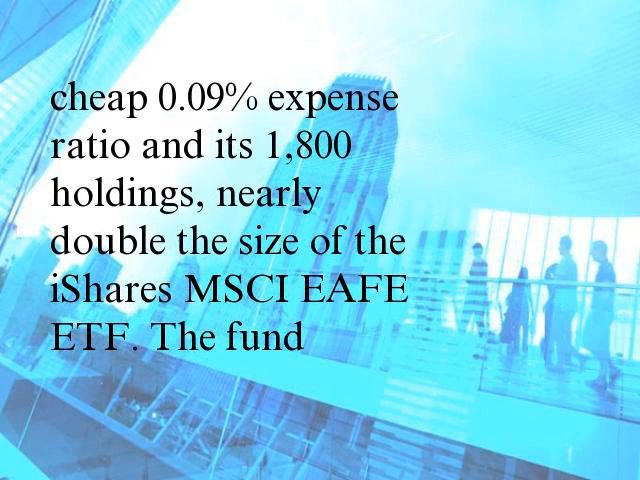 cheap 0.09% expense
ratio and its 1,800
holdings, nearly
double the size of the
iShares MSCI EAFE
ETF. The fund